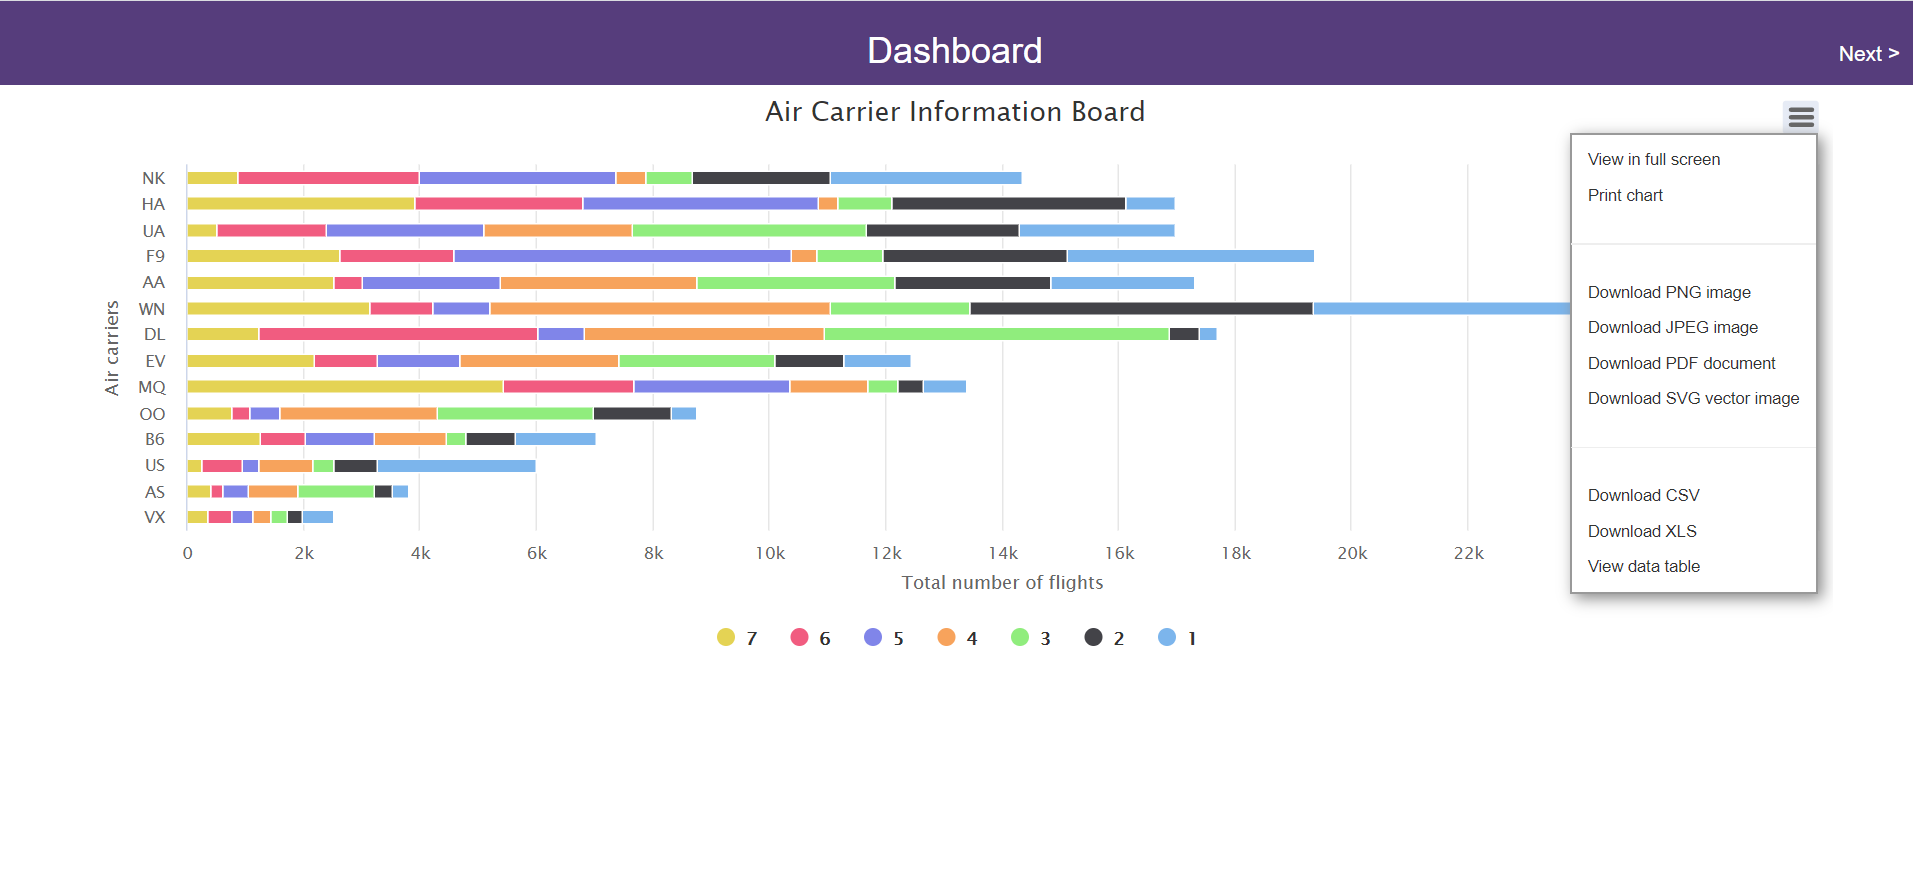 Dashboard
Next >
Air Carrier Information Board
View in full screen
Print chart
Download PNG image
Download JPEG image
Download PDF document
Download SVG vector image
Download CSV
Download XLS
View data table
Air carriers
NK
HA
UA
F9
AA
WN
DL
EV
MQ
OO
B6
US
AS
VX
0 2k 4k 6k 8k 10k 12k 14k 16k 18k 20k 22k
Total number of flights
7 6 5 4 3 2 1